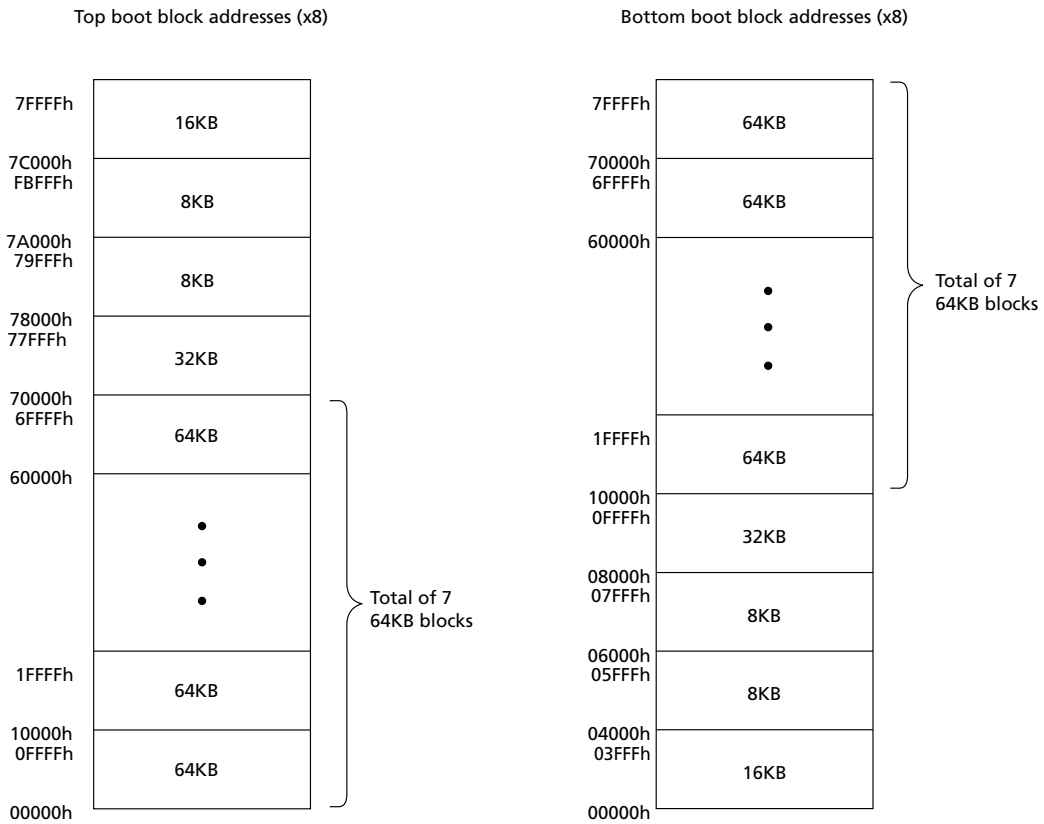 Top boot block addresses (x8)
7FFFFh
16KB
7C000h
FBFFFh
8KB
7A000h
79FFFh
8KB
78000h
77FFFh
32KB
70000h
6FFFFh
64KB
60000h
Total of 7
64KB blocks
1FFFFh
64KB
10000h
0FFFFh
64KB
00000h
Bottom boot block addresses (x8)
7FFFFh
64KB
70000h
6FFFFh
64KB
60000h
Total of 7
64KB blocks
1FFFFh
64KB
10000h
0FFFFh
32KB
08000h
07FFFh
8KB
06000h
05FFFh
8KB
04000h
03FFFh
16KB
00000h